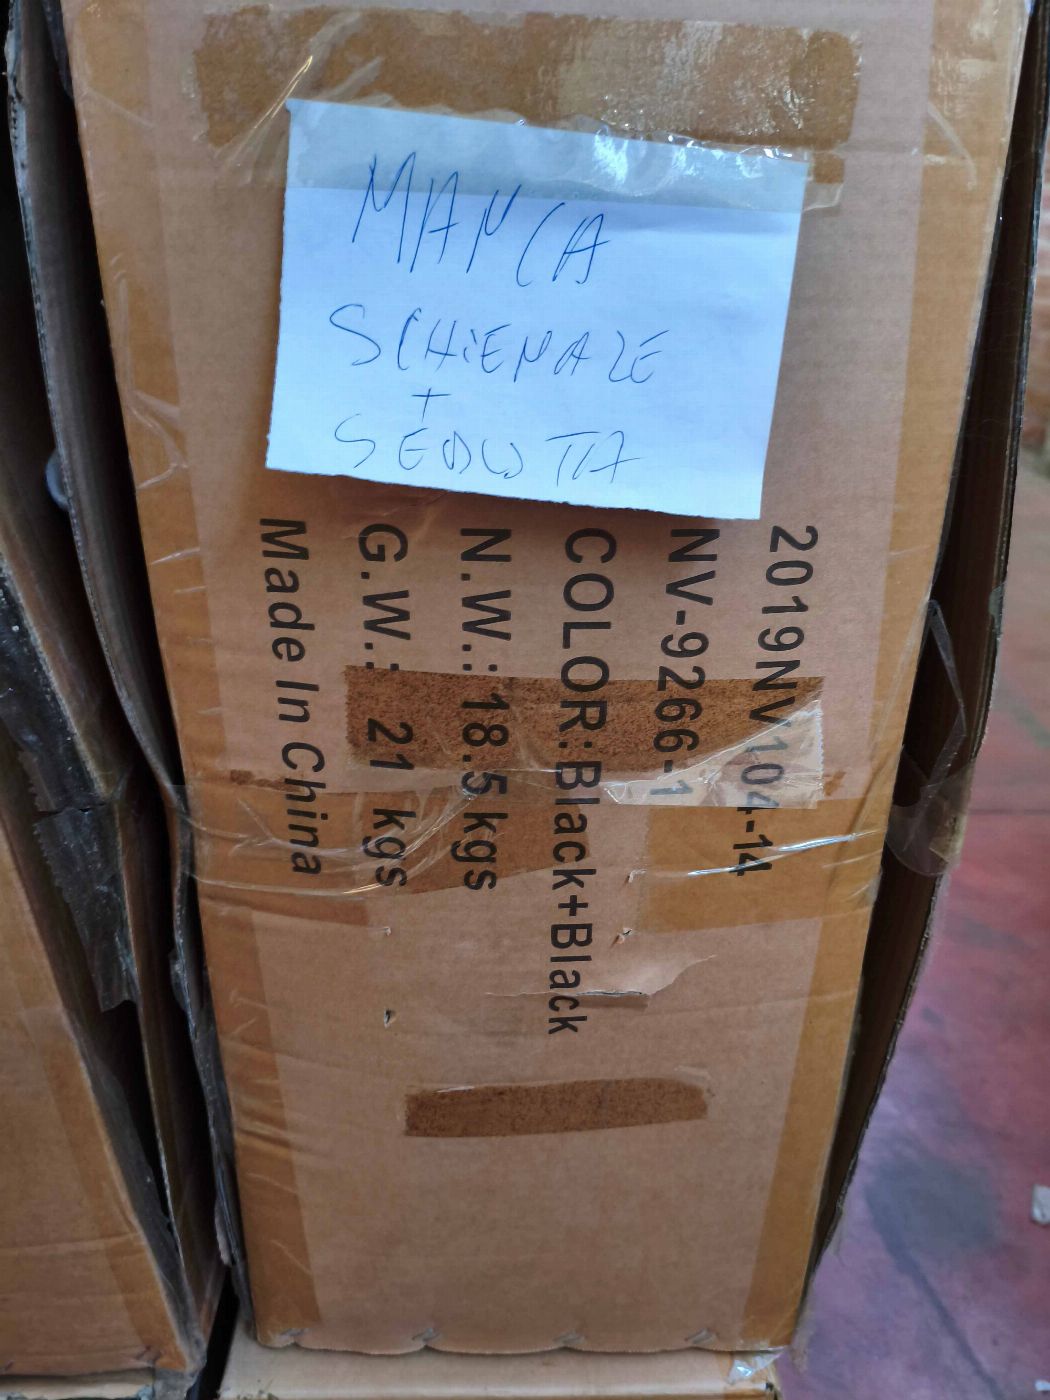 MANCA
SCHiENALE
+
SEDUTA
2019NV104-14
NV-9266-1
COLOR:Black+Black
N.W.: 18.5 kgs
G.W.: 21 kgs
Made In China